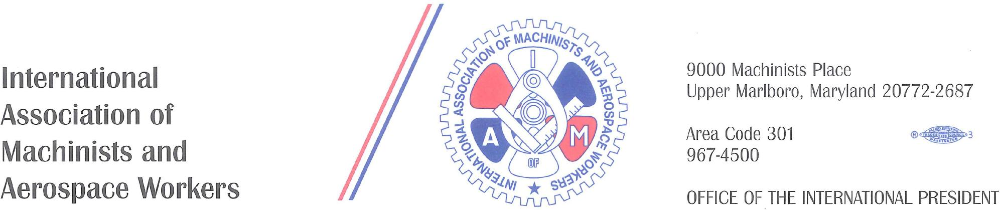 International
Association of
Machinists and
Aerospace Workers
INTERNATIONAL ASSOCIATION OF MACHINISTS AND AEROSPACE WORKERS
I
A
M
OF
9000 Machinists Place
Upper Marlboro, Maryland 20772-2687
Area Code 301
967-4500
® ALLIED PRINTING
TRADES UNION LABEL COUNCIL 3
WASHINGTON
OFFICE OF THE INTERNATIONAL PRESIDENT